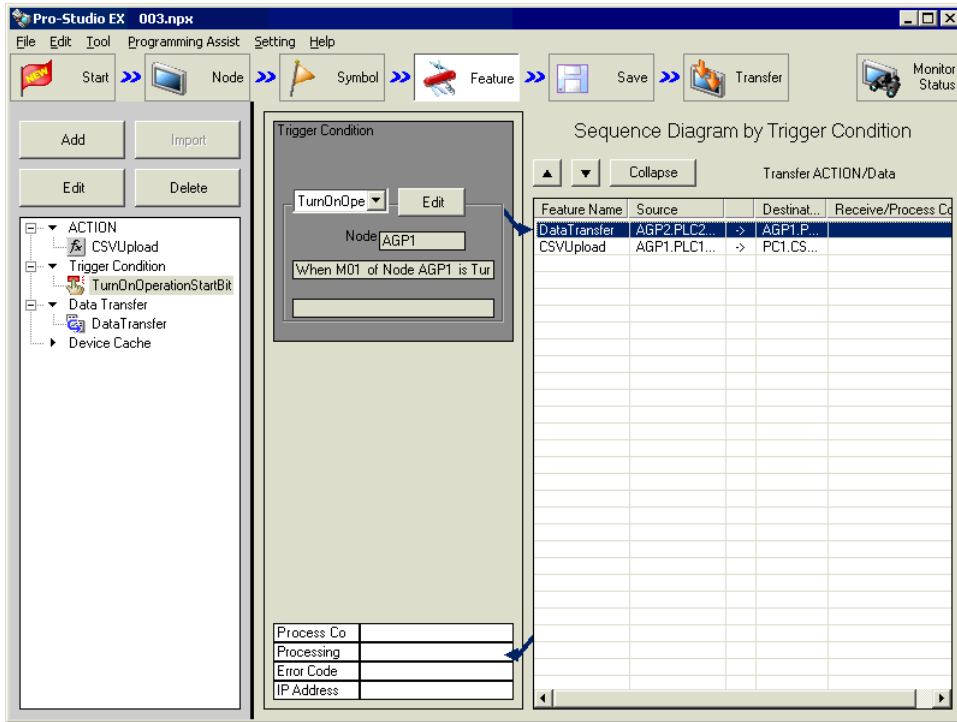 Pro-Studio EX 003.npx
File Edit Tool Programming Assist Setting Help
NEW Start Node Symbol Feature Save Transfer Monitor Status
Add Import
Edit Delete
ACTION
fx CSVUpload
Trigger Condition
TurnOnOperationStartBit
Data Transfer
DataTransfer
Device Cache
Trigger Condition
TurnOnOpe Edit
Node AGP1
When M01 of Node AGP1 is Tur
Process Co
Processing
Error Code
IP Address
Sequence Diagram by Trigger Condition
Collapse Transfer ACTION/Data
Feature Name Source Destinat... Receive/Process Co
DataTransfer AGP2.PLC2... -> AGP1.P...
CSVUpload AGP1.PLC1... -> PC1.CS...